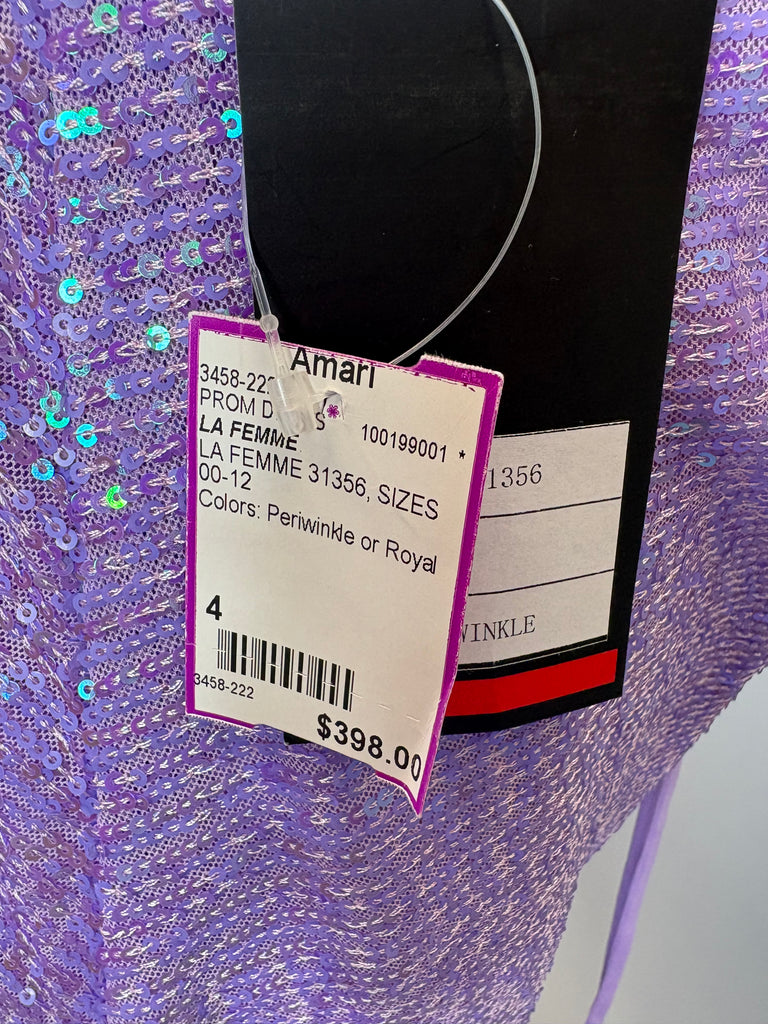 Amari
3458-222
PROM D
LA FEMME
100199001 *
LA FEMME 31356, SIZES
00-12
Colors: Periwinkle or Royal
4
3458-222
$398.00
1356
WINKLE